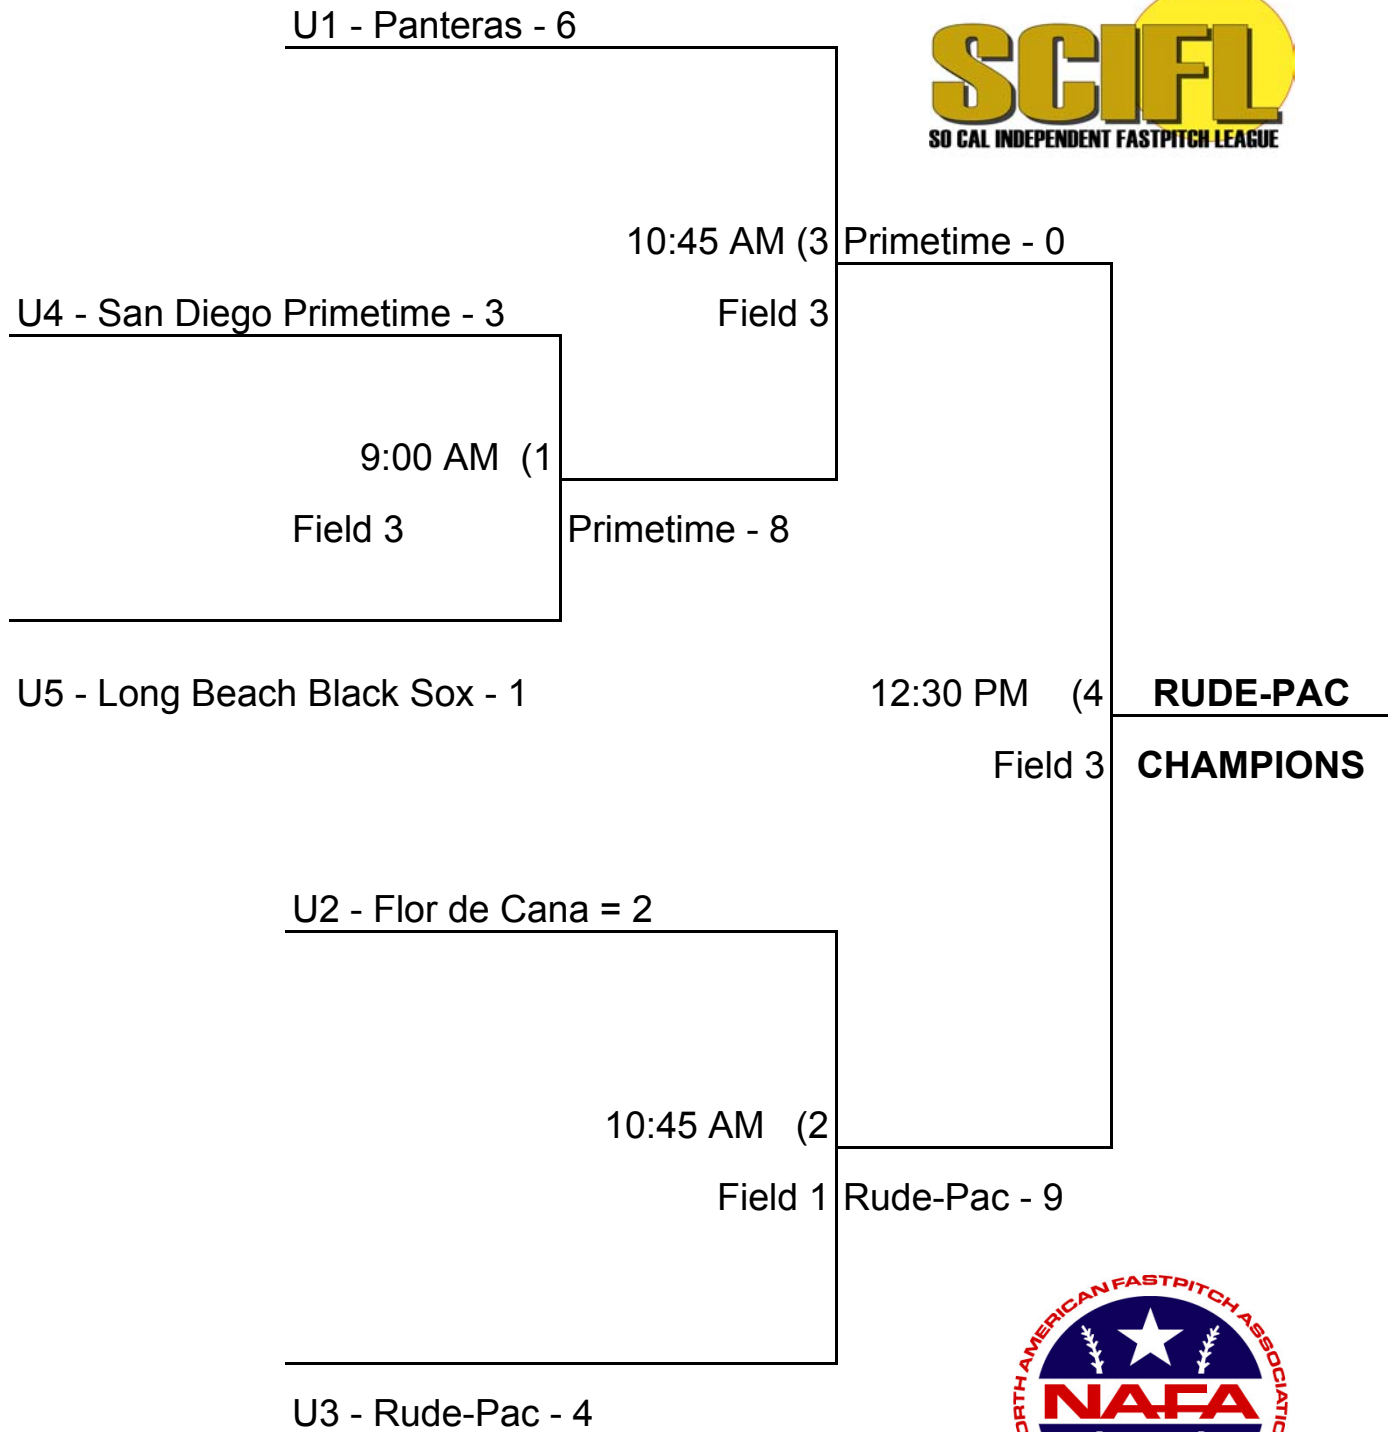 U1 - Panteras - 6
SCIFL
SO CAL INDEPENDENT FASTPITCH LEAGUE
10:45 AM (3
Primetime - 0
U4 - San Diego Primetime - 3
Field 3
9:00 AM (1
Field 3
Primetime - 8
U5 - Long Beach Black Sox - 1
12:30 PM (4
RUDE-PAC
Field 3
CHAMPIONS
U2 - Flor de Cana = 2
10:45 AM (2
Field 1
Rude-Pac - 9
AMERICAN FASTPITCH
NAFA
U3 - Rude-Pac - 4